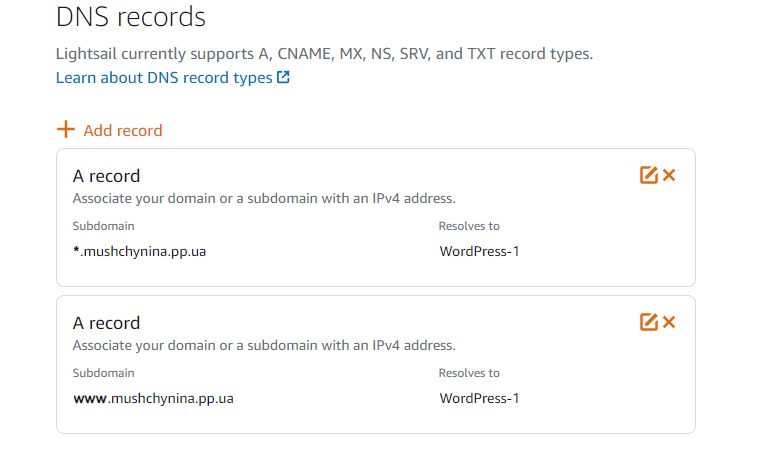 DNS records
Lightsail currently supports A, CNAME, MX, NS, SRV, and TXT record types.
Learn about DNS record types
Add record
A record
Associate your domain or a subdomain with an IPv4 address.
Subdomain
Resolves to
*.mushchynina.pp.ua
WordPress-1
A record
Associate your domain or a subdomain with an IPv4 address.
Subdomain
Resolves to
www.mushchynina.pp.ua
WordPress-1